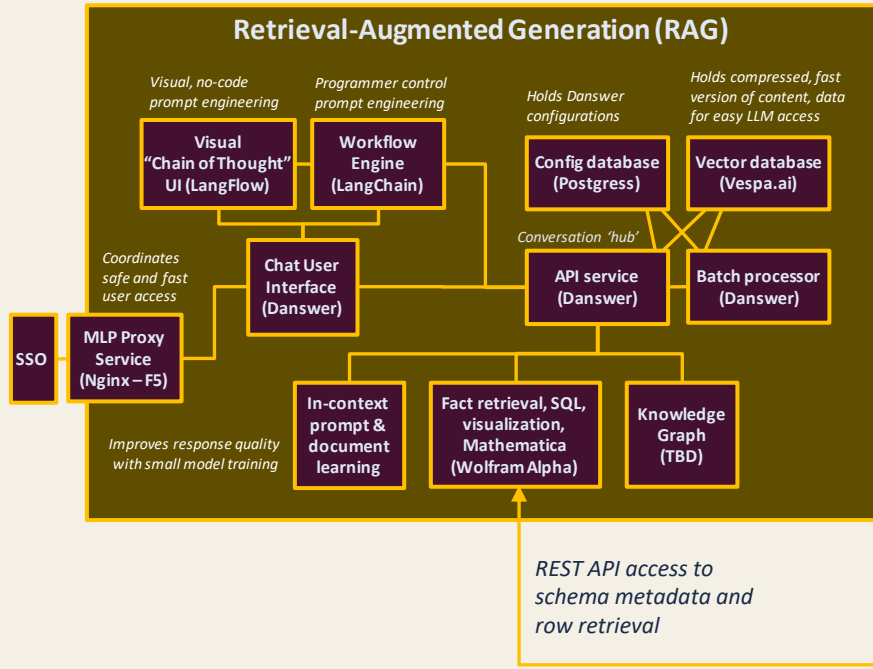 Retrieval-Augmented Generation (RAG)
Visual, no-code
prompt engineering
Programmer control
prompt engineering
Holds Danswer
configurations
Holds compressed, fast
version of content, data
for easy LLM access
Visual
“Chain of Thought”
UI (LangFlow)
Workflow
Engine
(LangChain)
Config database
(Postgress)
Vector database
(Vespa.ai)
Coordinates
safe and fast
user access
Chat User
Interface
(Danswer)
Conversation ‘hub’
API service
(Danswer)
Batch processor
(Danswer)
SSO
MLP Proxy
Service
(Nginx – F5)
Improves response quality
with small model training
In-context
prompt &
document
learning
Fact retrieval, SQL,
visualization,
Mathematica
(Wolfram Alpha)
Knowledge
Graph
(TBD)
REST API access to
schema metadata and
row retrieval